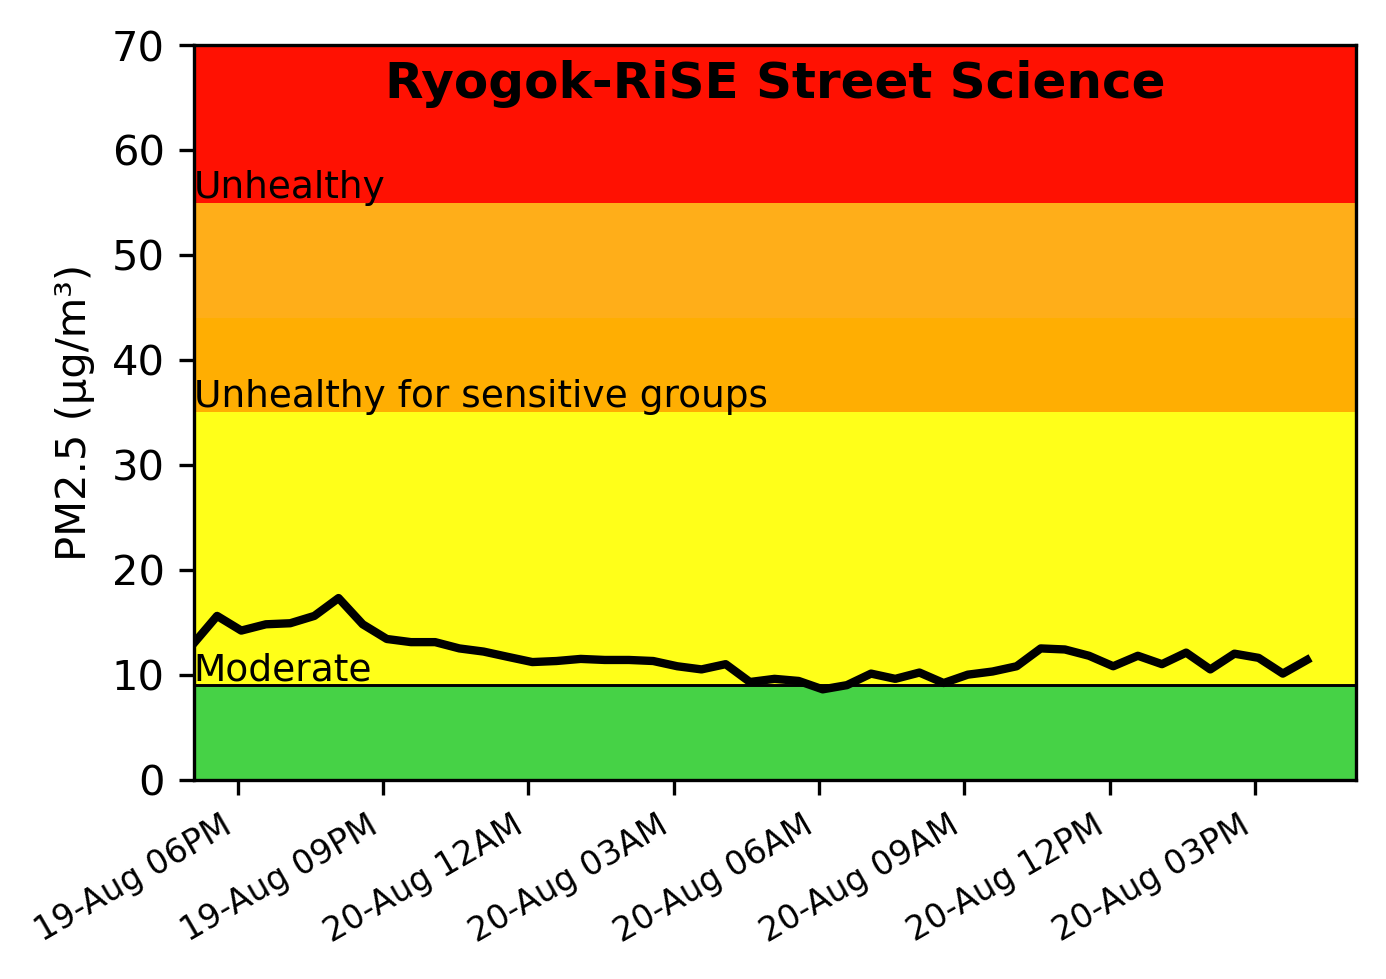 Ryogok-RiSE Street Science
70
60
50
40
30
20
10
0
PM2.5 (µg/m³)
Unhealthy
Unhealthy for sensitive groups
Moderate
19-Aug 06PM
19-Aug 09PM
20-Aug 12AM
20-Aug 03AM
20-Aug 06AM
20-Aug 09AM
20-Aug 12PM
20-Aug 03PM